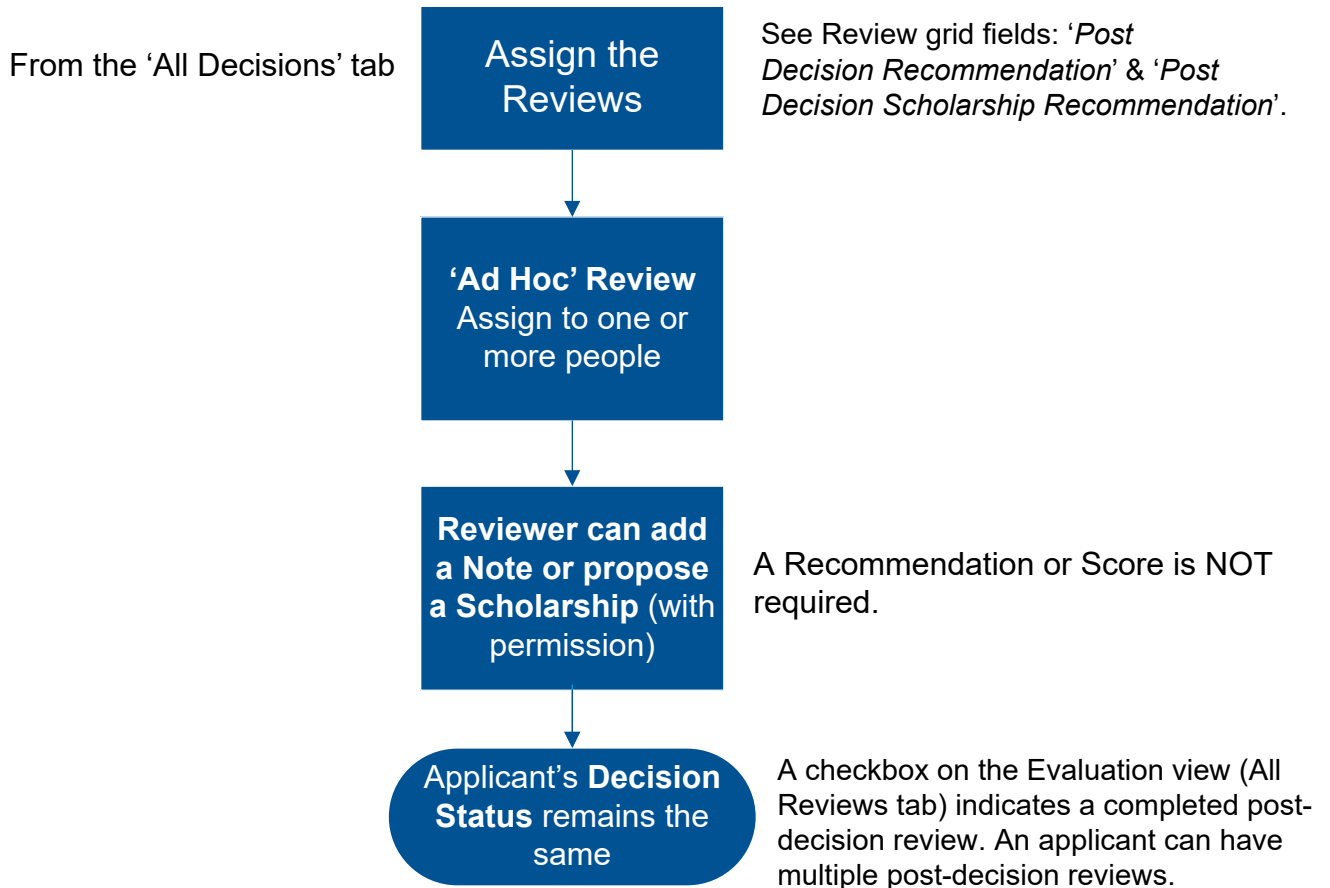 From the ‘All Decisions’ tab
Assign the
Reviews
See Review grid fields: ‘Post
Decision Recommendation’ & ‘Post
Decision Scholarship Recommendation’.
‘Ad Hoc’ Review
Assign to one or
more people
Reviewer can add
a Note or propose
a Scholarship (with
permission)
A Recommendation or Score is NOT
required.
Applicant’s Decision
Status remains the
same
A checkbox on the Evaluation view (All
Reviews tab) indicates a completed post-
decision review. An applicant can have
multiple post-decision reviews.